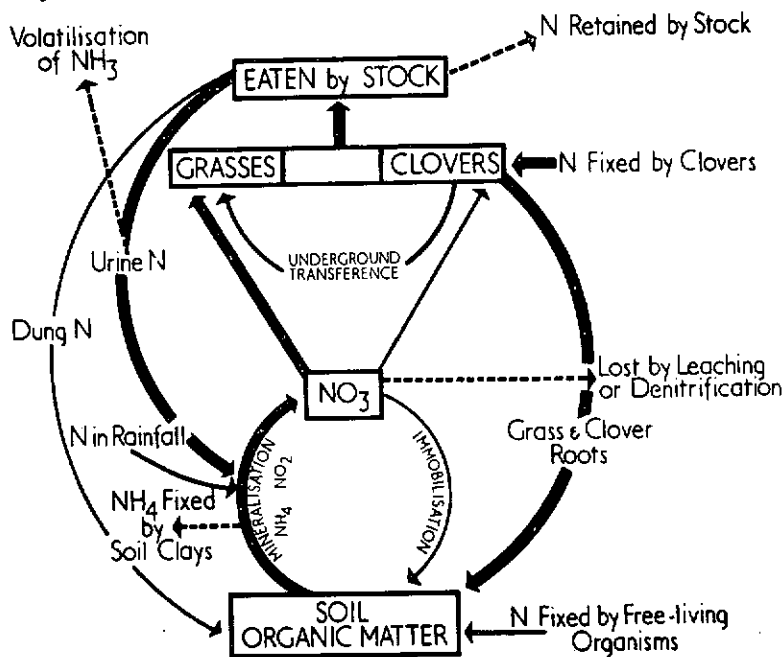 Volatilisation
of NH₃
N Retained by Stock
EATEN by STOCK
GRASSES
CLOVERS
N Fixed by Clovers
UNDERGROUND
TRANSFERENCE
Urine N
Dung N
NO₃
Lost by Leaching
or Denitrification
N in Rainfall
Grass & Clover
Roots
MINERALISATION
NH₄ NO₂
IMMOBILISATION
NH₄ Fixed
by
Soil Clays
SOIL
ORGANIC MATTER
N Fixed by Free-living
Organisms